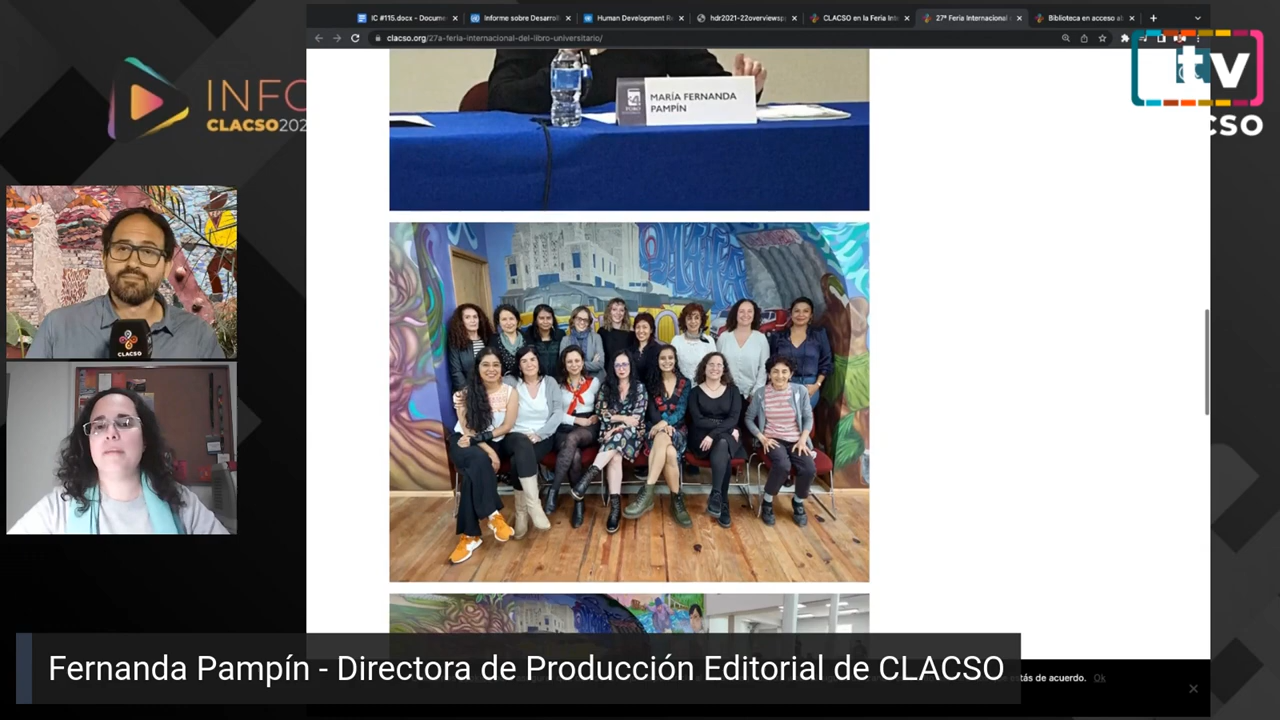 IC #115.docx - Docume
Informe sobre Desarroll
Human Development R
hdr2021-22overviewsp
CLACSO en la Feria Int
27ª Feria Internacional
Biblioteca en acceso a
clacso.org/27a-feria-internacional-del-libro-universitario/
INFO
CLACSO202
tv
CSO
MARÍA FERNANDA
PAMPÍN
CLACSO
Fernanda Pampín - Directora de Producción Editorial de CLACSO
tás de acuerdo. Ok